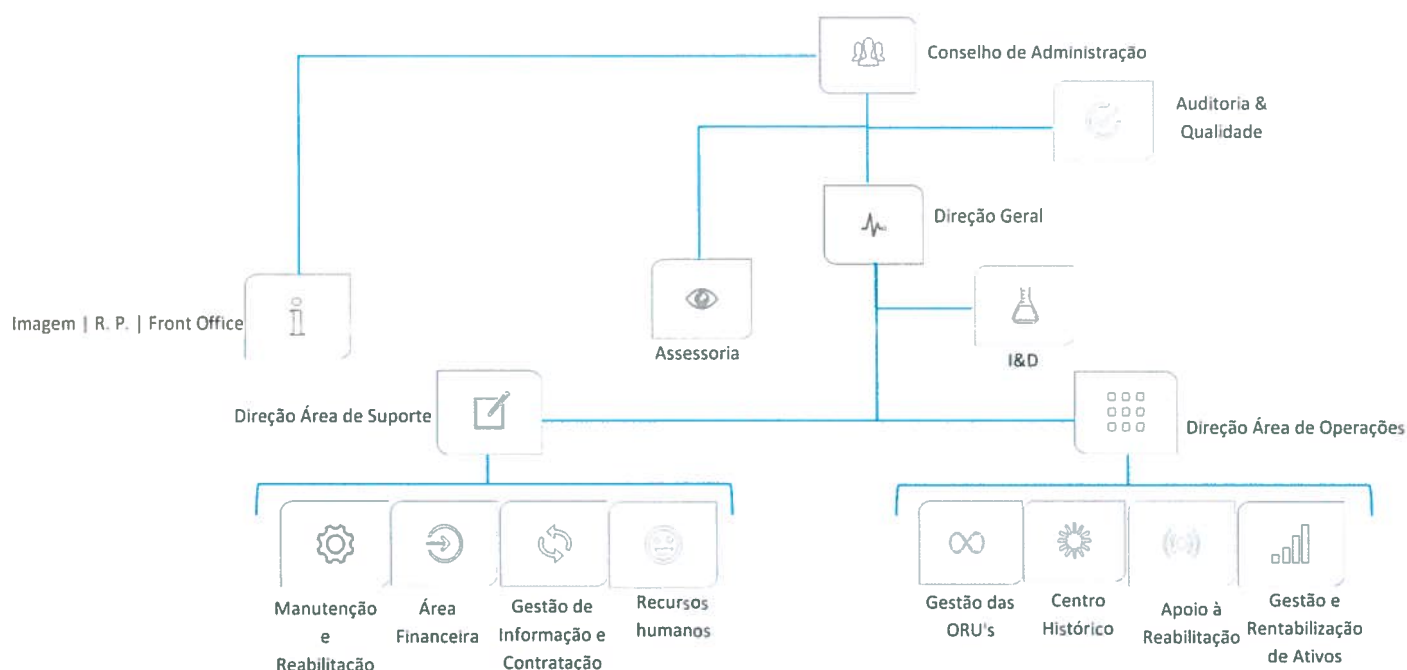 Conselho de Administração
Auditoria &
Qualidade
Direção Geral
Imagem | R. P. | Front Office
Assessoria
I&D
Direção Área de Suporte
Direção Área de Operações
Manutenção
e
Reabilitação
Área
Financeira
Gestão de
Informação e
Contratação
Recursos
humanos
Gestão das
ORU's
Centro
Histórico
Apoio à
Reabilitação
Gestão e
Rentabilização
de Ativos